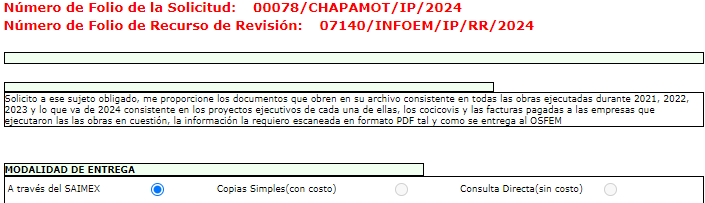 Número de Folio de la Solicitud: 00078/CHAPAMOT/IP/2024
Número de Folio de Recurso de Revisión: 07140/INFOEM/IP/RR/2024
Solicito a ese sujeto obligado, me proporcione los documentos que obren en su archivo consistente en todas las obras ejecutadas durante 2021, 2022,
2023 y lo que va de 2024 consistente en los proyectos ejecutivos de cada una de ellas, los cocicovis y las facturas pagadas a las empresas que
ejecutaron las las obras en cuestión, la información la requiero escaneada en formato PDF tal y como se entrega al OSFEM
MODALIDAD DE ENTREGA
A través del SAIMEX Copias Simples(con costo) Consulta Directa(sin costo)